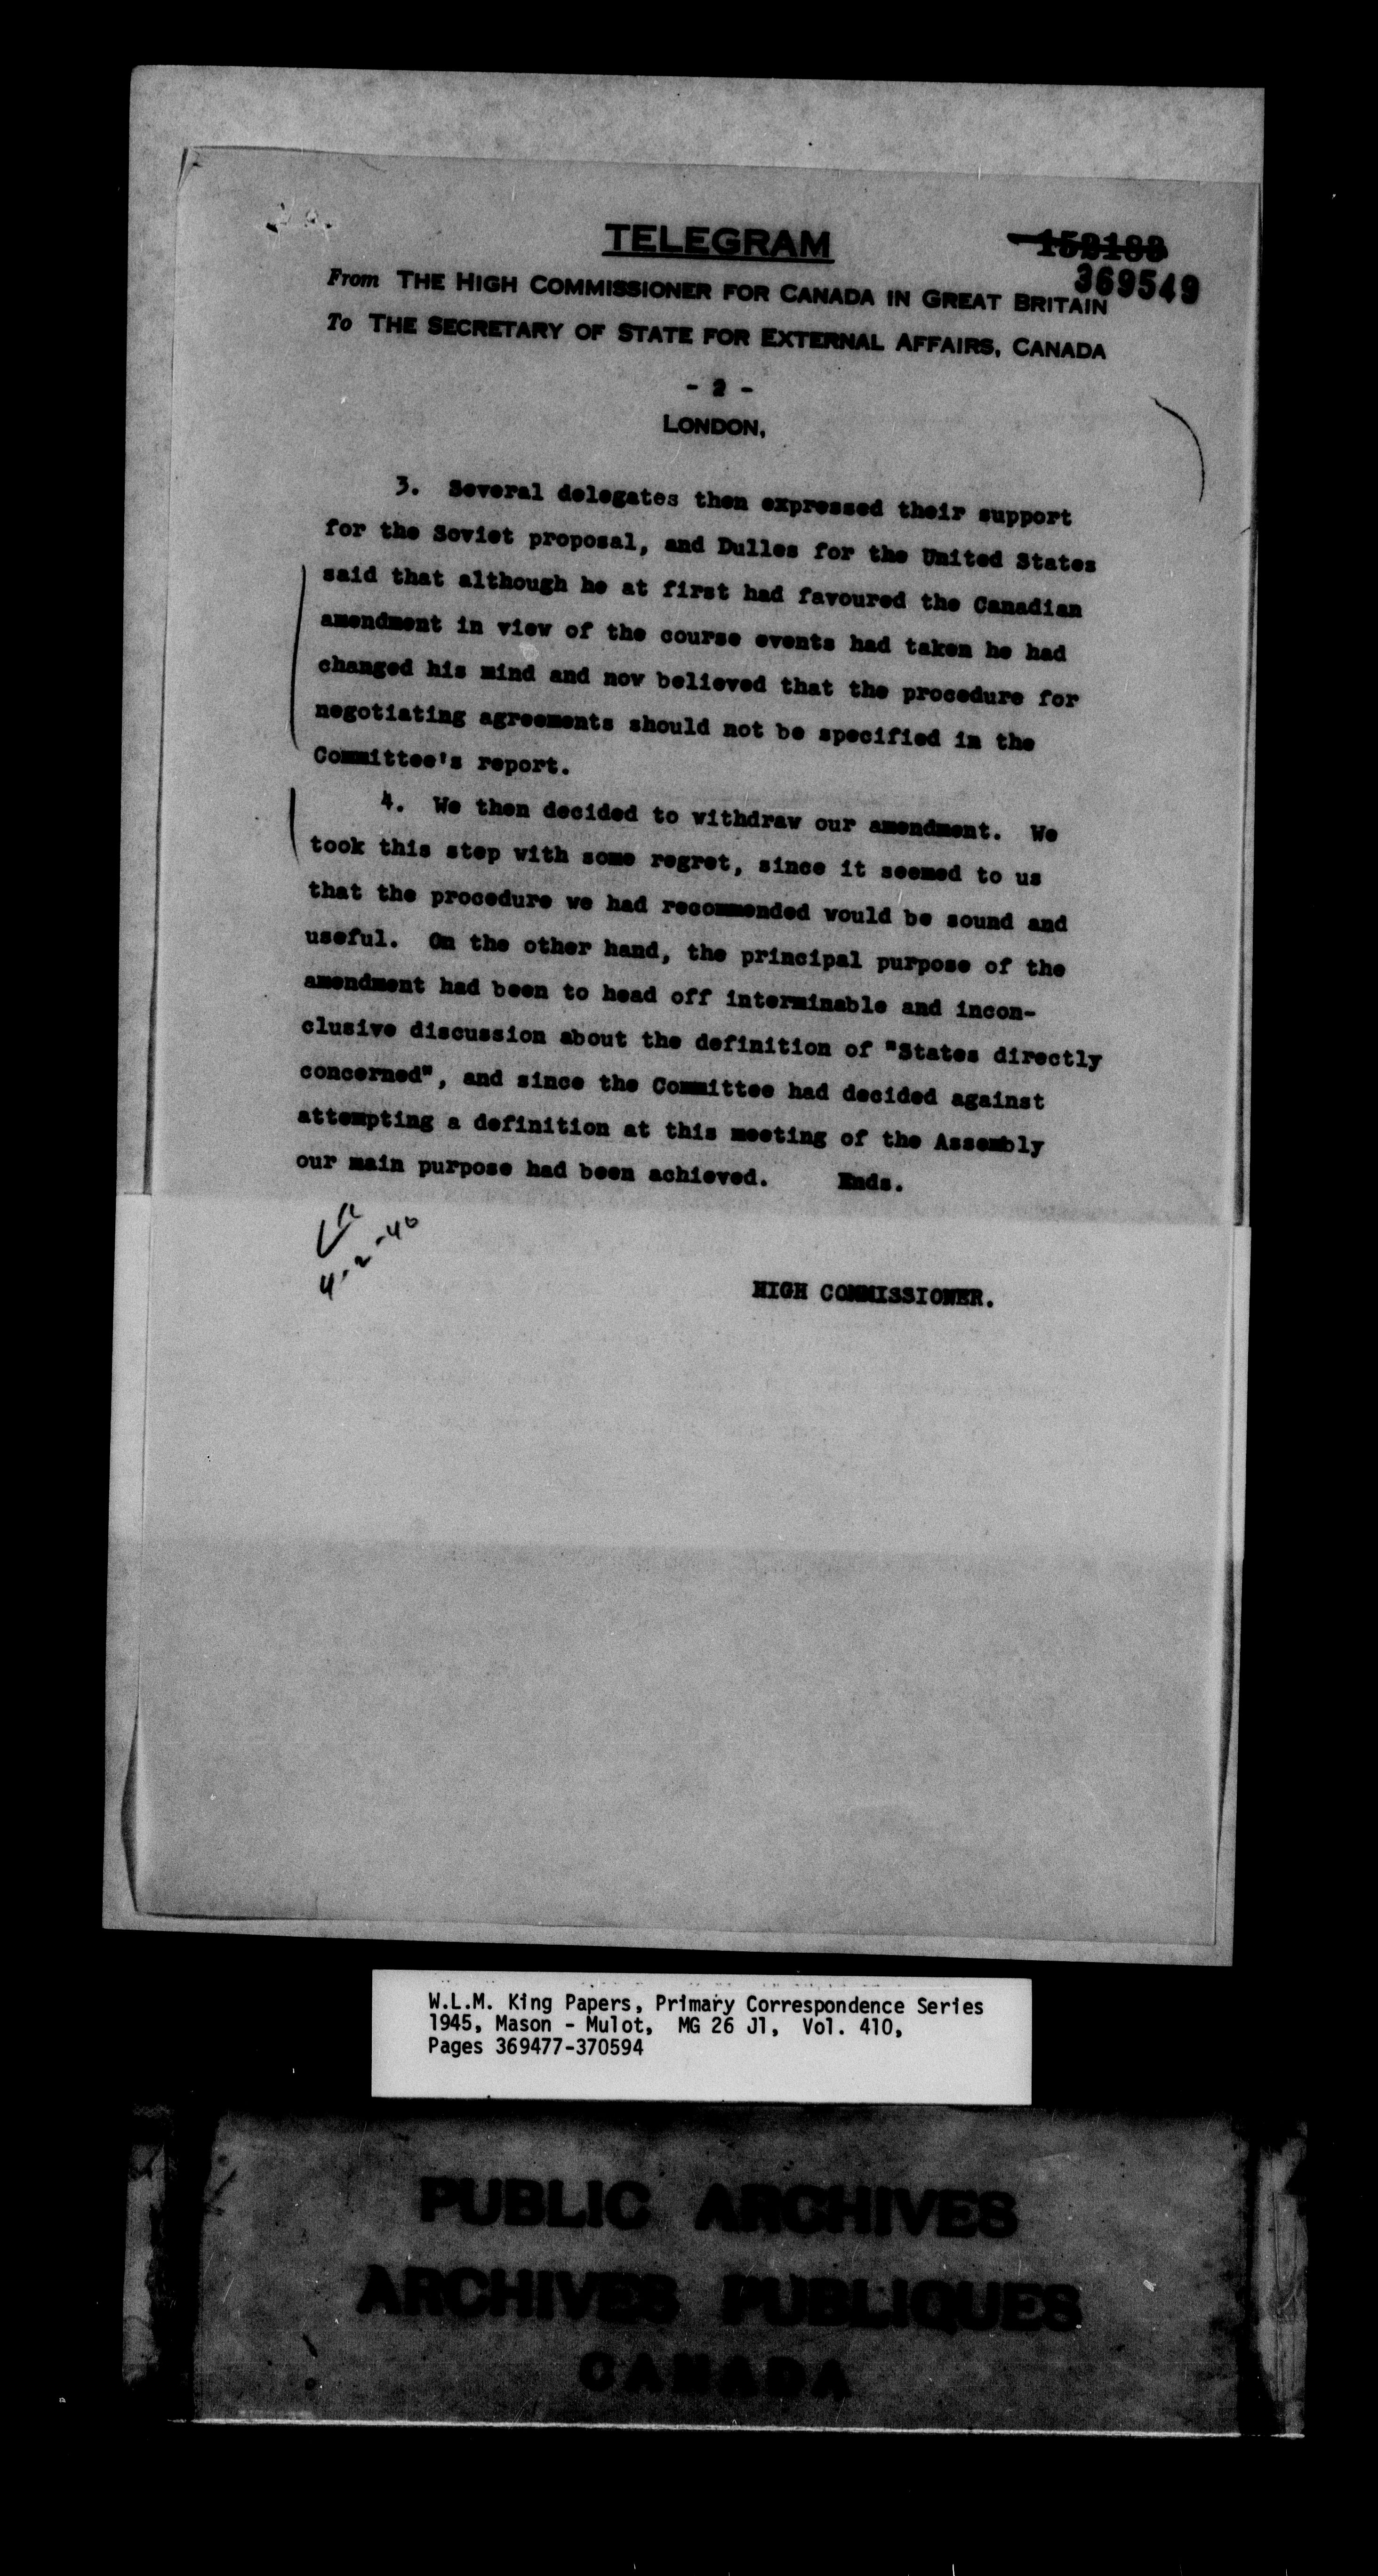 TELEGRAM
369549
From THE HIGH COMMISSIONER FOR CANADA IN GREAT BRITAIN
To THE SECRETARY OF STATE FOR EXTERNAL AFFAIRS, CANADA
- 2 -
LONDON,
3. Several delegates then expressed their support
for the Soviet proposal, and Dulles for the United States
said that although he at first had favoured the Canadian
amendment in view of the course events had taken he had
changed his mind and now believed that the procedure for
negotiating agreements should not be specified in the
Committee's report.
4. We then decided to withdraw our amendment. We
took this step with some regret, since it seemed to us
that the procedure we had recommended would be sound and
useful. On the other hand, the principal purpose of the
amendment had been to head off interminable and incon-
clusive discussion about the definition of "States directly
concerned", and since the Committee had decided against
attempting a definition at this meeting of the Assembly
our main purpose had been achieved. Ends.
4-2-46
HIGH COMMISSIONER.
W.L.M. King Papers, Primary Correspondence Series
1945, Mason - Mulot, MG 26 J1, Vol. 410,
Pages 369477-370594
PUBLIC ARCHIVES
ARCHIVES PUBLIQUES
CANADA